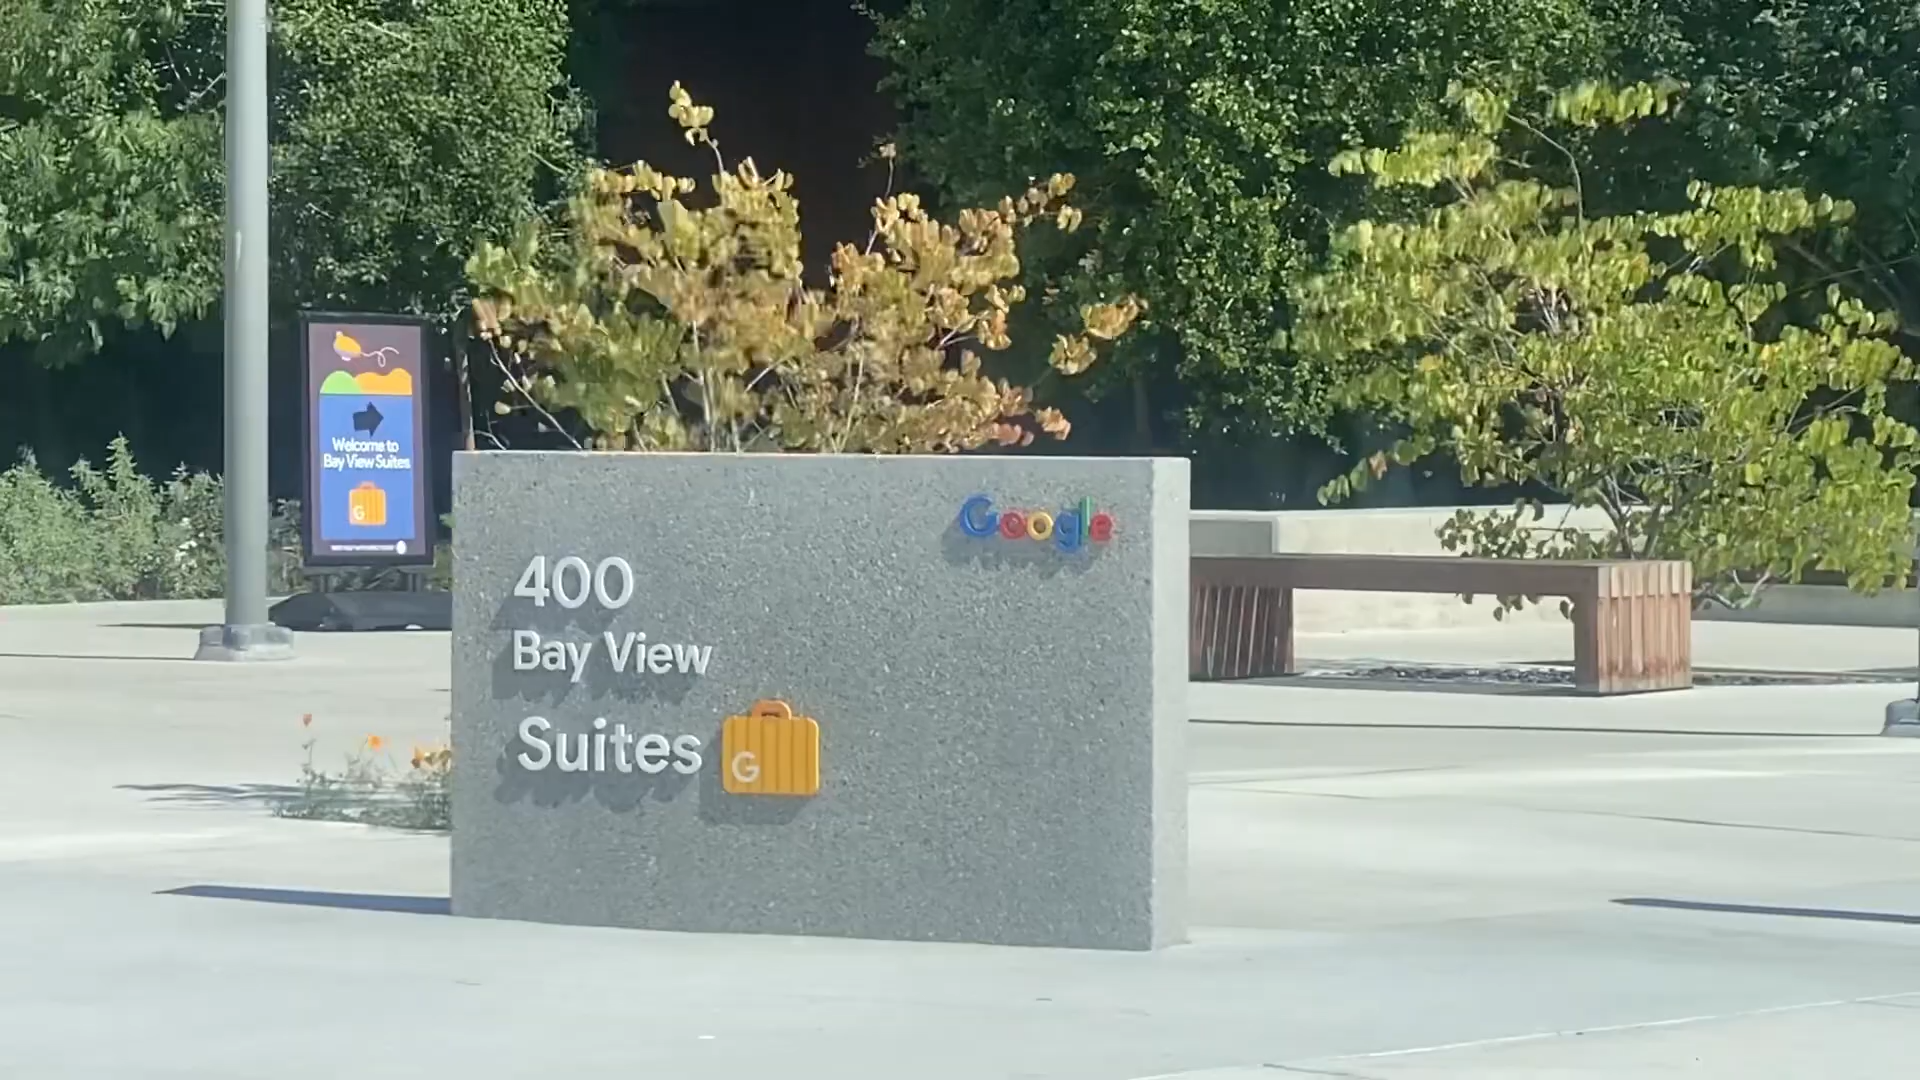 Welcome to
Bay View Suites
G
Google
400
Bay View
Suites
G